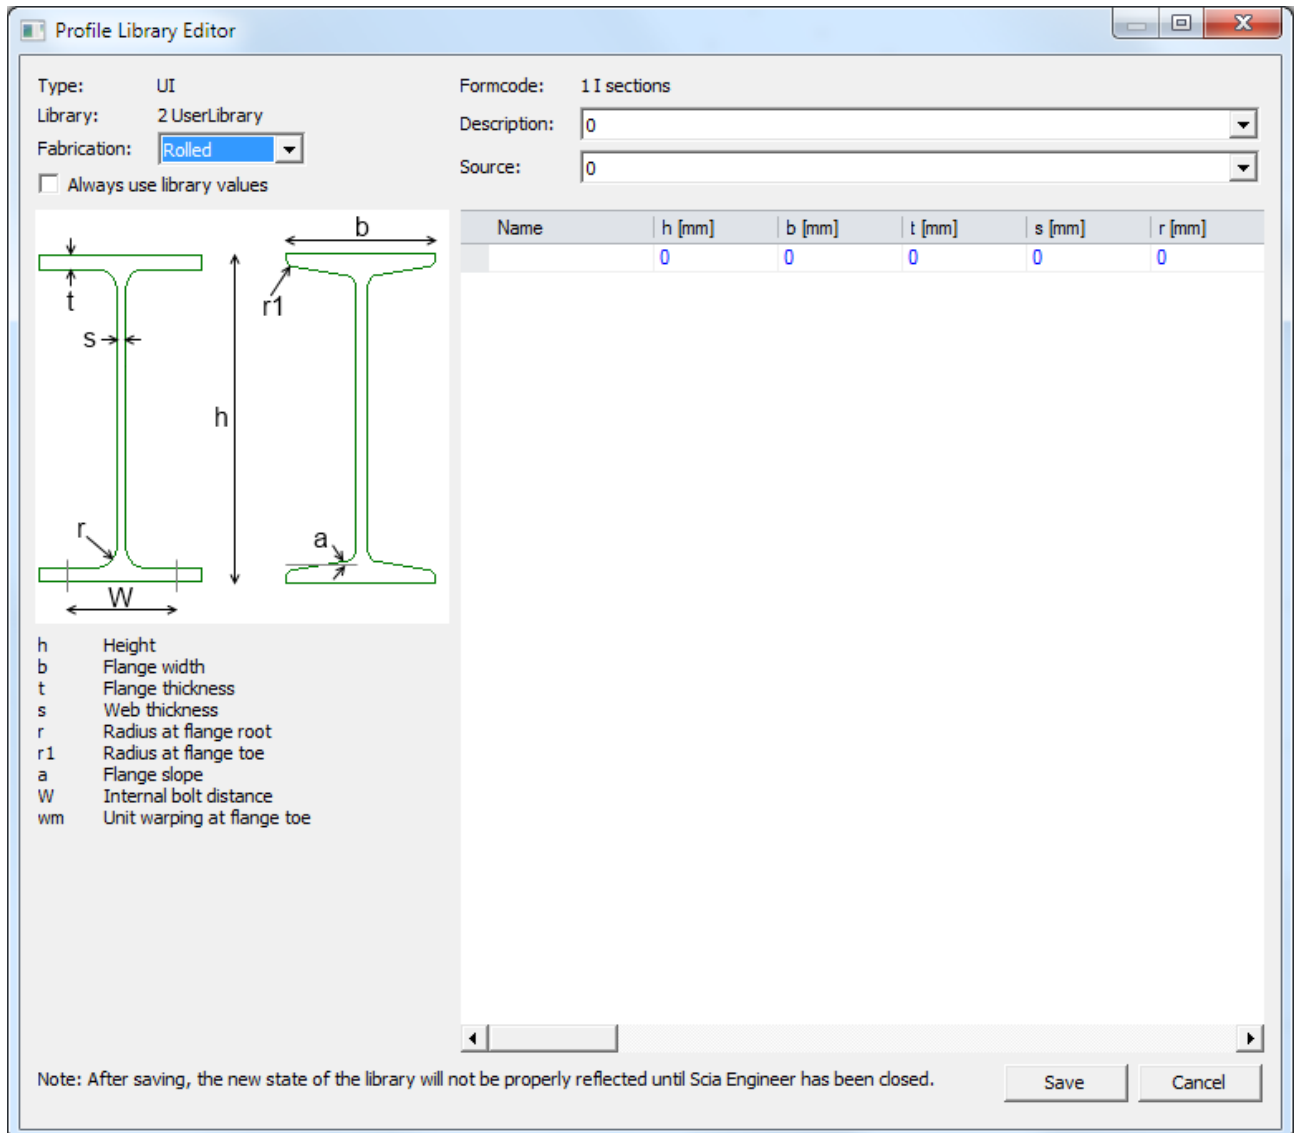 Profile Library Editor
Type: UI
Formcode: 1 I sections
Library: 2 UserLibrary
Description: 0
Fabrication: Rolled
Source: 0
Always use library values
Name h [mm] b [mm] t [mm] s [mm] r [mm]
0 0 0 0 0
b
t
r1
s
h
r
a
W
h Height
b Flange width
t Flange thickness
s Web thickness
r Radius at flange root
r1 Radius at flange toe
a Flange slope
W Internal bolt distance
wm Unit warping at flange toe
Note: After saving, the new state of the library will not be properly reflected until Scia Engineer has been closed.
Save Cancel